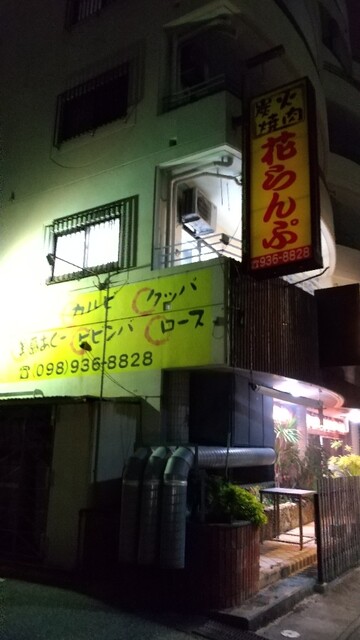 炭火
焼肉
花らんぷ
☎936-8828
カルビ クッパ
ビビンバ ロース
☎(098)936-8828